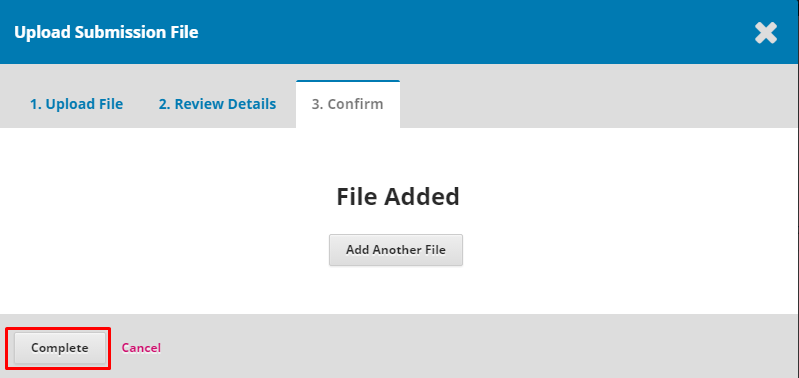 Upload Submission File
1. Upload File 2. Review Details 3. Confirm
File Added
Add Another File
Complete Cancel